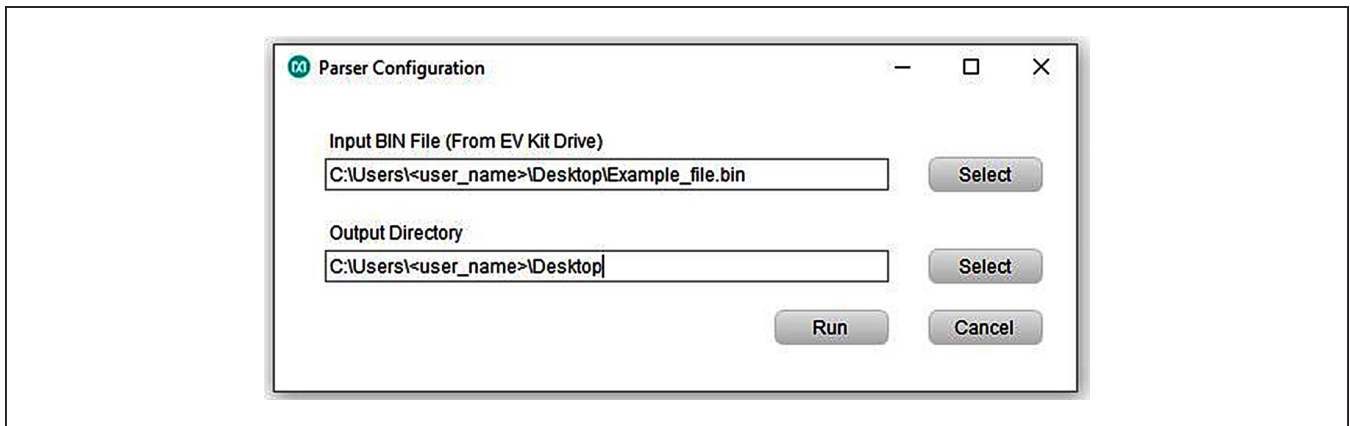 Parser Configuration
Input BIN File (From EV Kit Drive)
C:\Users\<user_name>\Desktop\Example_file.bin
Select
Output Directory
C:\Users\<user_name>\Desktop
Select
Run
Cancel